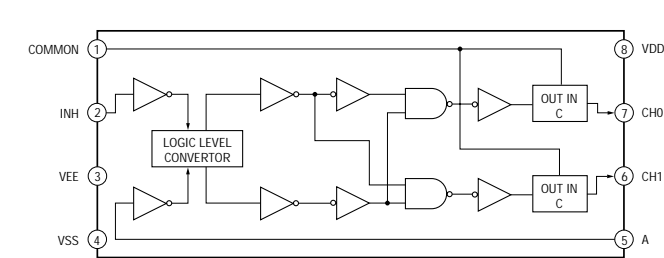 COMMON 1
8 VDD
INH 2
LOGIC LEVEL
CONVERTOR
OUT IN
C
7 CH0
VEE 3
OUT IN
C
6 CH1
VSS 4
5 A